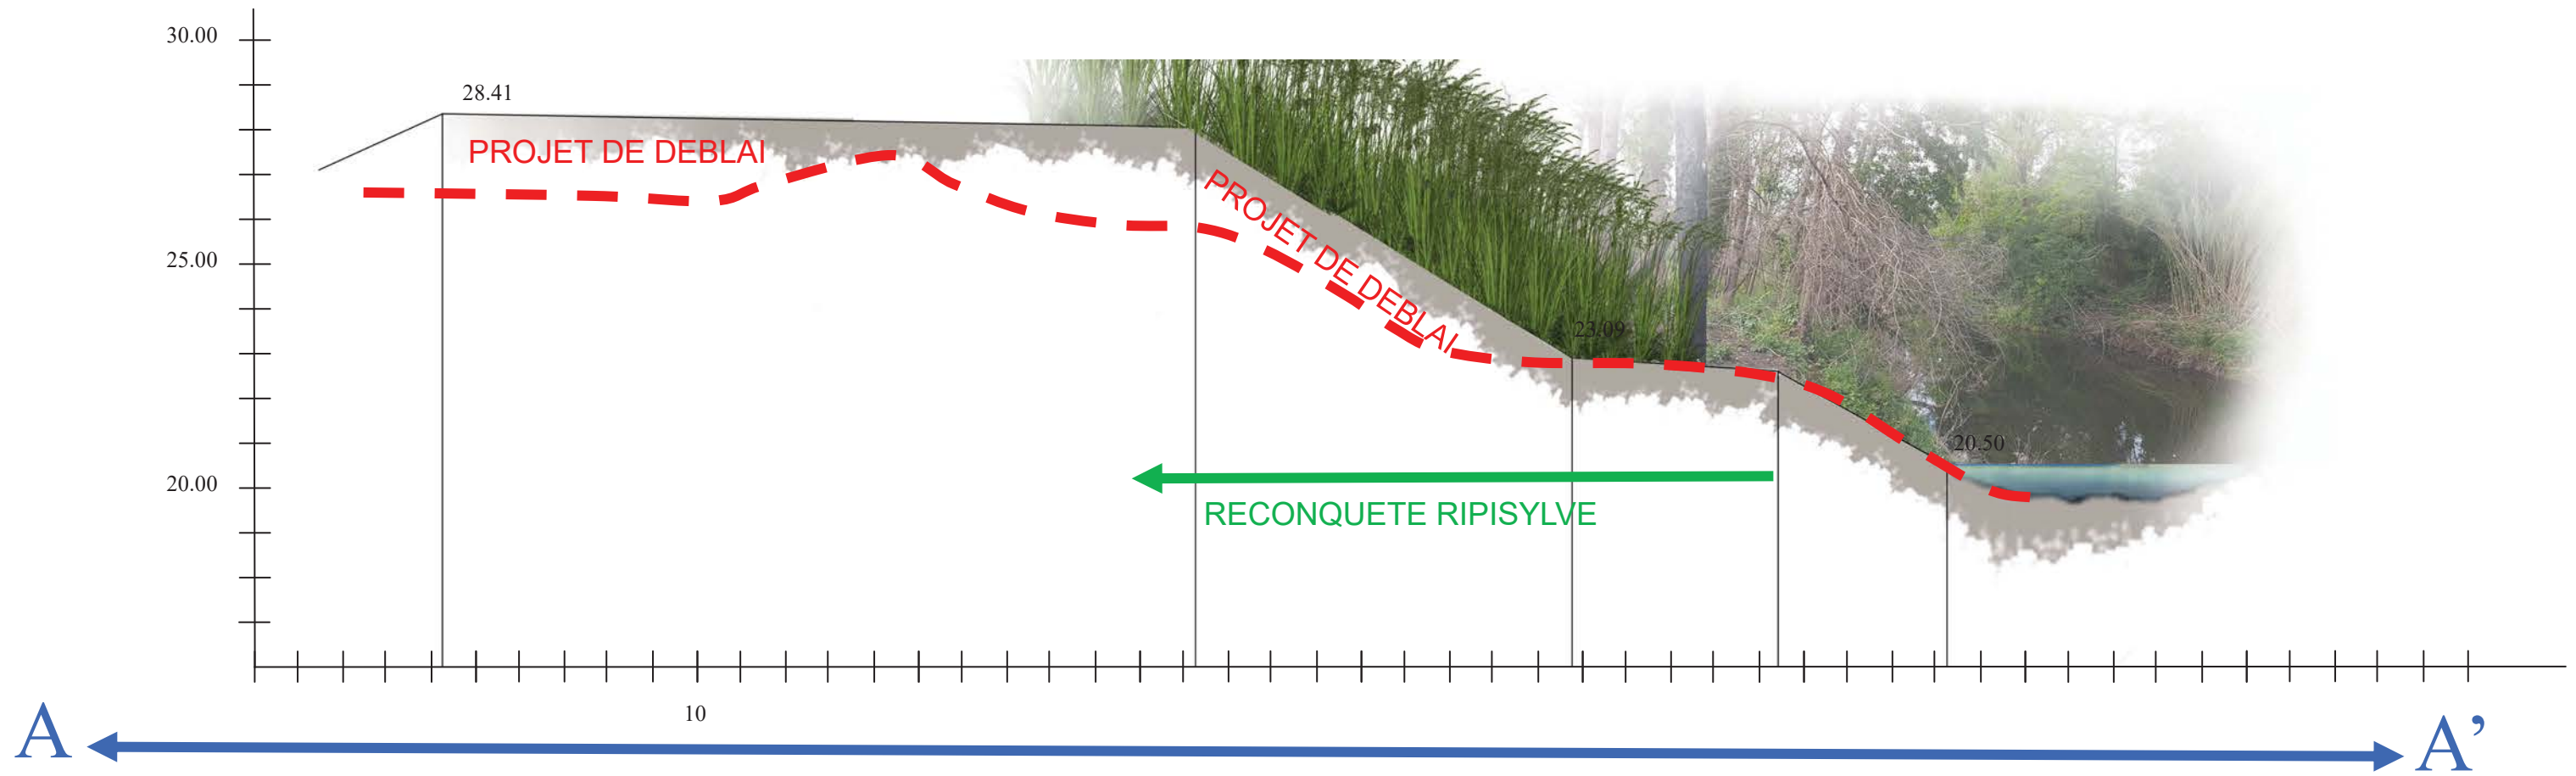 30.00
28.41
PROJET DE DEBLAI
PROJET DE DEBLAI
25.00
23.09
20.50
20.00
RECONQUETE RIPISYLVE
10
A
A’